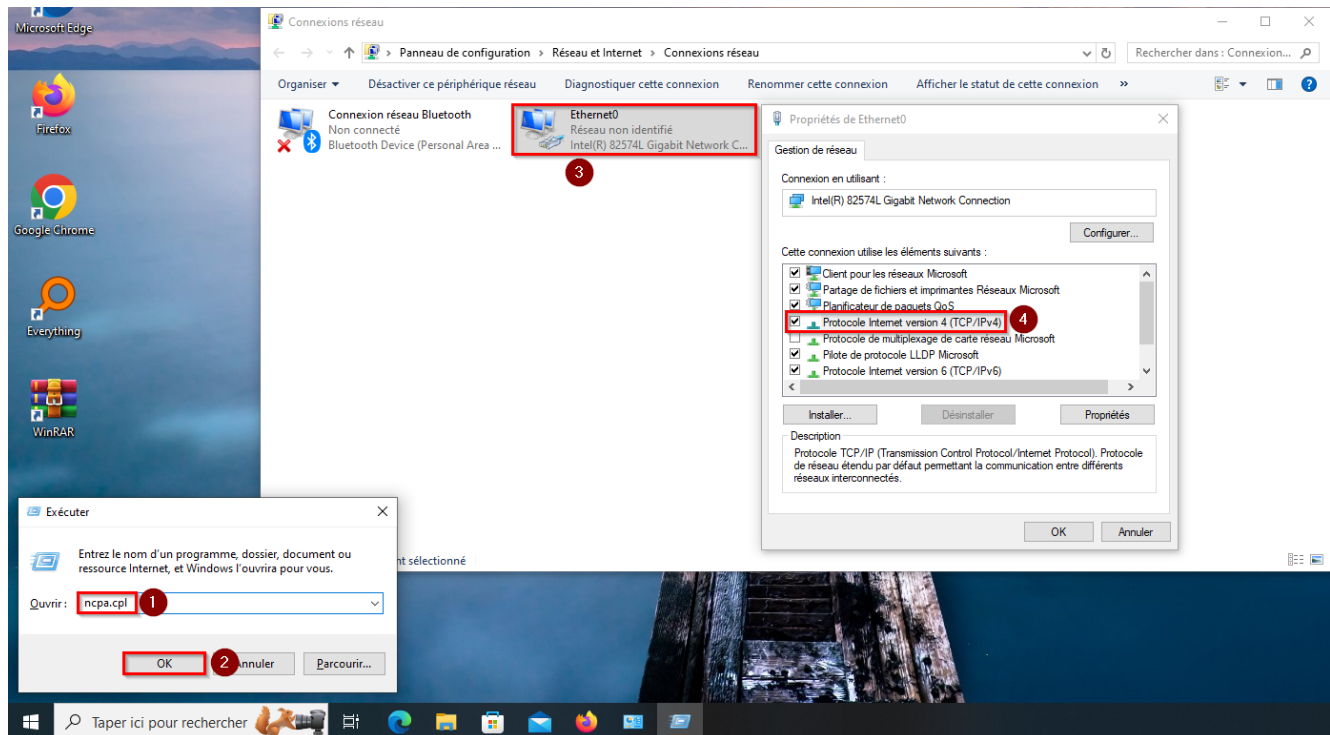 Microsoft Edge
Firefox
Google Chrome
Everything
WinRAR
Connexions réseau
Panneau de configuration > Réseau et Internet > Connexions réseau
Rechercher dans : Connexion...
Organiser
Désactiver ce périphérique réseau
Diagnostiquer cette connexion
Renommer cette connexion
Afficher le statut de cette connexion
»
Connexion réseau Bluetooth
Non connecté
Bluetooth Device (Personal Area ...
Ethernet0
Réseau non identifié
Intel(R) 82574L Gigabit Network C...
3
Propriétés de Ethernet0
Gestion de réseau
Connexion en utilisant :
Intel(R) 82574L Gigabit Network Connection
Configurer...
Cette connexion utilise les éléments suivants :
Client pour les réseaux Microsoft
Partage de fichiers et imprimantes Réseaux Microsoft
Planificateur de paquets QoS
Protocole Internet version 4 (TCP/IPv4)
4
Protocole de multiplexage de carte réseau Microsoft
Pilote de protocole LLDP Microsoft
Protocole Internet version 6 (TCP/IPv6)
Installer...
Désinstaller
Propriétés
Description
Protocole TCP/IP (Transmission Control Protocol/Internet Protocol). Protocole
de réseau étendu par défaut permettant la communication entre différents
réseaux interconnectés.
OK
Annuler
nt sélectionné
Exécuter
Entrez le nom d'un programme, dossier, document ou
ressource Internet, et Windows l'ouvrira pour vous.
Ouvrir :
ncpa.cpl
1
OK
2
nnuler
Parcourir...
Taper ici pour rechercher